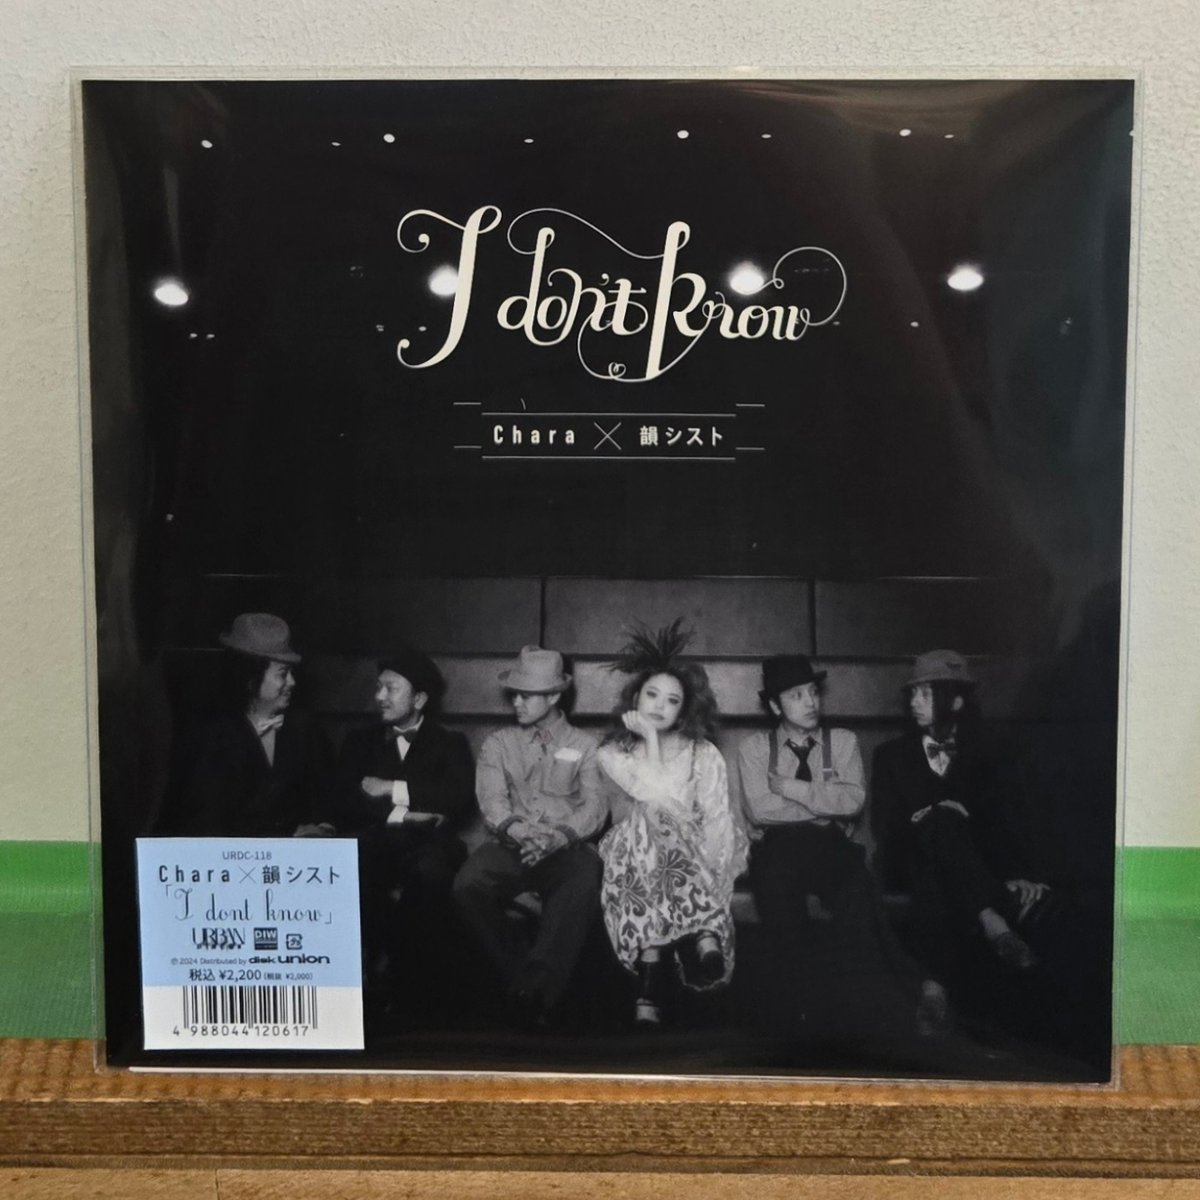 I don't know
Chara × 韻シスト
URDC-118
Chara × 韻シスト
「I dont know」
URBAN DIW
℗2024 Distributed by disk union
税込 ¥2,200 (税抜 ¥2,000)
4 988044 120617